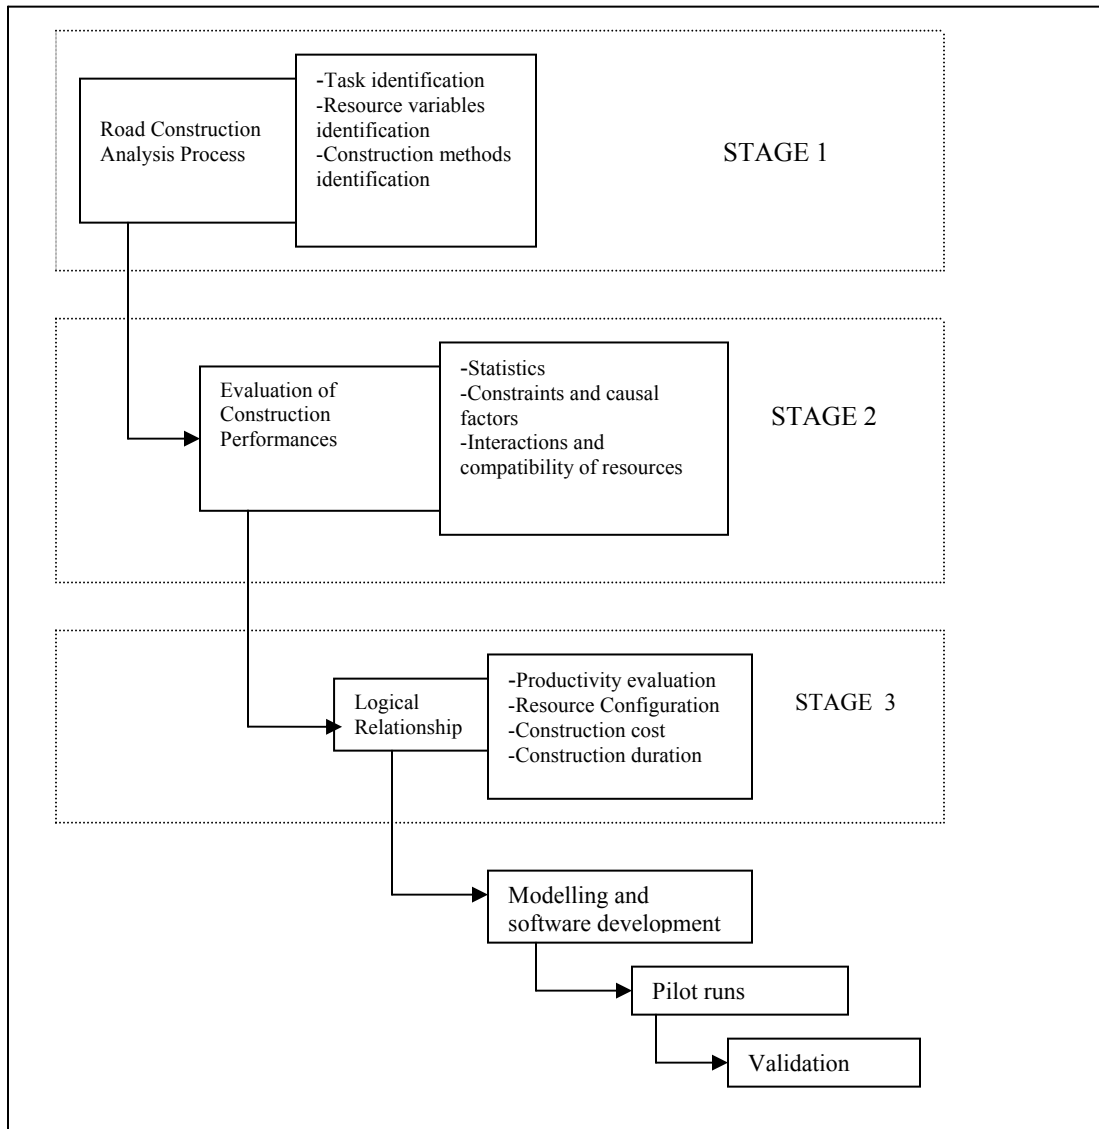 Road Construction
Analysis Process
-Task identification
-Resource variables
identification
-Construction methods
identification
STAGE 1
Evaluation of
Construction
Performances
-Statistics
-Constraints and causal
factors
-Interactions and
compatibility of resources
STAGE 2
Logical
Relationship
-Productivity evaluation
-Resource Configuration
-Construction cost
-Construction duration
STAGE 3
Modelling and
software development
Pilot runs
Validation